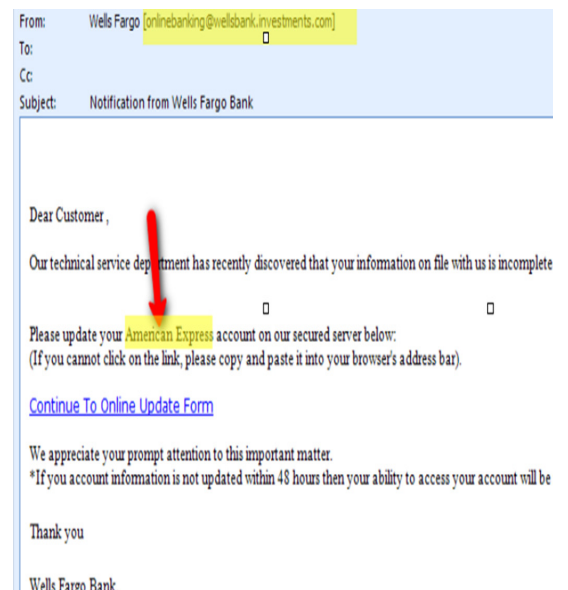 From: Wells Fargo [onlinebanking@wellsbank.investments.com]
To:
Cc:
Subject: Notification from Wells Fargo Bank
Dear Customer ,
Our technical service department has recently discovered that your information on file with us is incomplete
Please update your American Express account on our secured server below:
(If you cannot click on the link, please copy and paste it into your browser's address bar).
Continue To Online Update Form
We appreciate your prompt attention to this important matter.
*If you account information is not updated within 48 hours then your ability to access your account will be
Thank you
Wells Fargo Bank